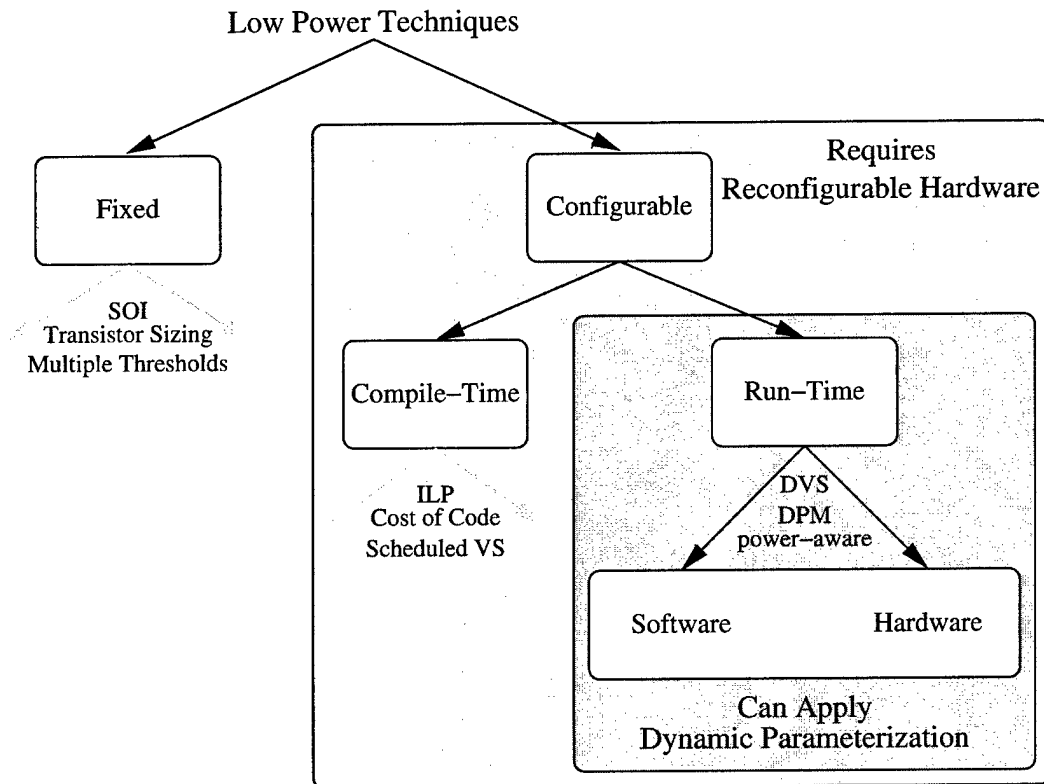 Low Power Techniques
Requires
Reconfigurable Hardware
Fixed
Configurable
SOI
Transistor Sizing
Multiple Thresholds
Compile-Time
Run-Time
ILP
Cost of Code
Scheduled VS
DVS
DPM
power-aware
Software
Hardware
Can Apply
Dynamic Parameterization